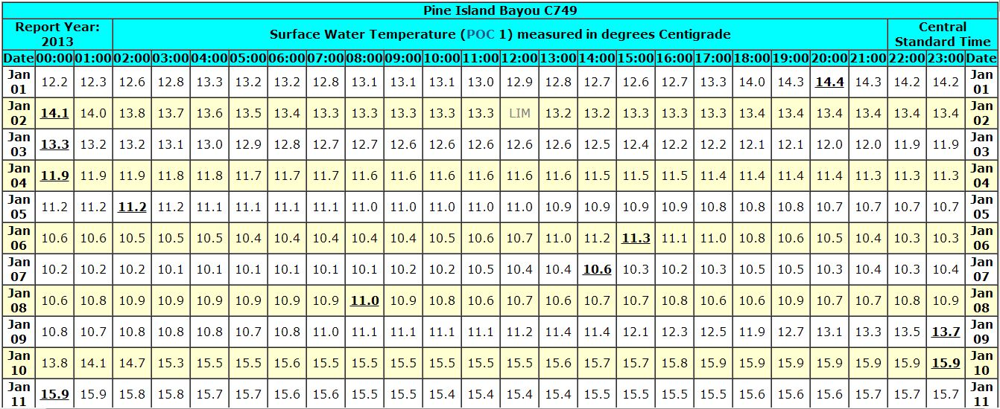 Pine Island Bayou C749
Report Year: 2013 Surface Water Temperature (POC 1) measured in degrees Centigrade Central Standard Time
Date 00:00 01:00 02:00 03:00 04:00 05:00 06:00 07:00 08:00 09:00 10:00 11:00 12:00 13:00 14:00 15:00 16:00 17:00 18:00 19:00 20:00 21:00 22:00 23:00 Date
Jan 01 12.2 12.3 12.6 12.8 13.3 13.2 13.2 12.8 13.1 13.1 13.1 13.0 12.9 12.8 12.7 12.6 12.7 13.3 14.0 14.3 14.4 14.3 14.2 14.2 Jan 01
Jan 02 14.1 14.0 13.8 13.7 13.6 13.5 13.4 13.3 13.3 13.3 13.3 13.3 LIM 13.2 13.2 13.3 13.3 13.3 13.4 13.4 13.4 13.4 13.4 13.4 Jan 02
Jan 03 13.3 13.2 13.2 13.1 13.0 12.9 12.8 12.7 12.7 12.6 12.6 12.6 12.6 12.6 12.5 12.4 12.2 12.2 12.1 12.1 12.0 12.0 11.9 11.9 Jan 03
Jan 04 11.9 11.9 11.9 11.8 11.8 11.7 11.7 11.7 11.6 11.6 11.6 11.6 11.6 11.6 11.5 11.5 11.5 11.4 11.4 11.4 11.4 11.3 11.3 11.3 Jan 04
Jan 05 11.2 11.2 11.2 11.2 11.1 11.1 11.1 11.1 11.0 11.0 11.0 11.0 11.0 10.9 10.9 10.9 10.9 10.8 10.8 10.8 10.7 10.7 10.7 10.7 Jan 05
Jan 06 10.6 10.6 10.5 10.5 10.5 10.4 10.4 10.4 10.4 10.4 10.5 10.6 10.7 11.0 11.2 11.3 11.1 11.0 10.8 10.6 10.5 10.4 10.3 10.3 Jan 06
Jan 07 10.2 10.2 10.2 10.1 10.1 10.1 10.1 10.1 10.1 10.2 10.2 10.5 10.4 10.4 10.6 10.3 10.2 10.3 10.5 10.5 10.3 10.4 10.3 10.4 Jan 07
Jan 08 10.6 10.8 10.9 10.9 10.9 10.9 10.9 10.9 11.0 10.9 10.8 10.6 10.7 10.6 10.7 10.7 10.8 10.6 10.6 10.9 10.7 10.7 10.8 10.9 Jan 08
Jan 09 10.8 10.7 10.8 10.8 10.8 10.7 10.8 11.0 11.1 11.1 11.1 11.1 11.2 11.4 11.4 12.1 12.3 12.5 11.9 12.7 13.1 13.3 13.5 13.7 Jan 09
Jan 10 13.8 14.1 14.7 15.3 15.5 15.5 15.6 15.5 15.5 15.5 15.5 15.5 15.5 15.6 15.7 15.7 15.8 15.9 15.9 15.9 15.9 15.9 15.9 15.9 Jan 10
Jan 11 15.9 15.9 15.8 15.8 15.7 15.7 15.6 15.6 15.5 15.5 15.4 15.4 15.4 15.5 15.5 15.5 15.5 15.5 15.6 15.6 15.6 15.7 15.7 15.7 Jan 11